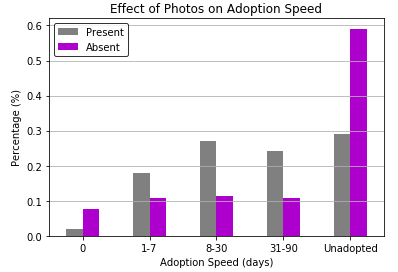 Effect of Photos on Adoption Speed
Present
Absent
Percentage (%)
0.6
0.5
0.4
0.3
0.2
0.1
0.0
0 1-7 8-30 31-90 Unadopted
Adoption Speed (days)